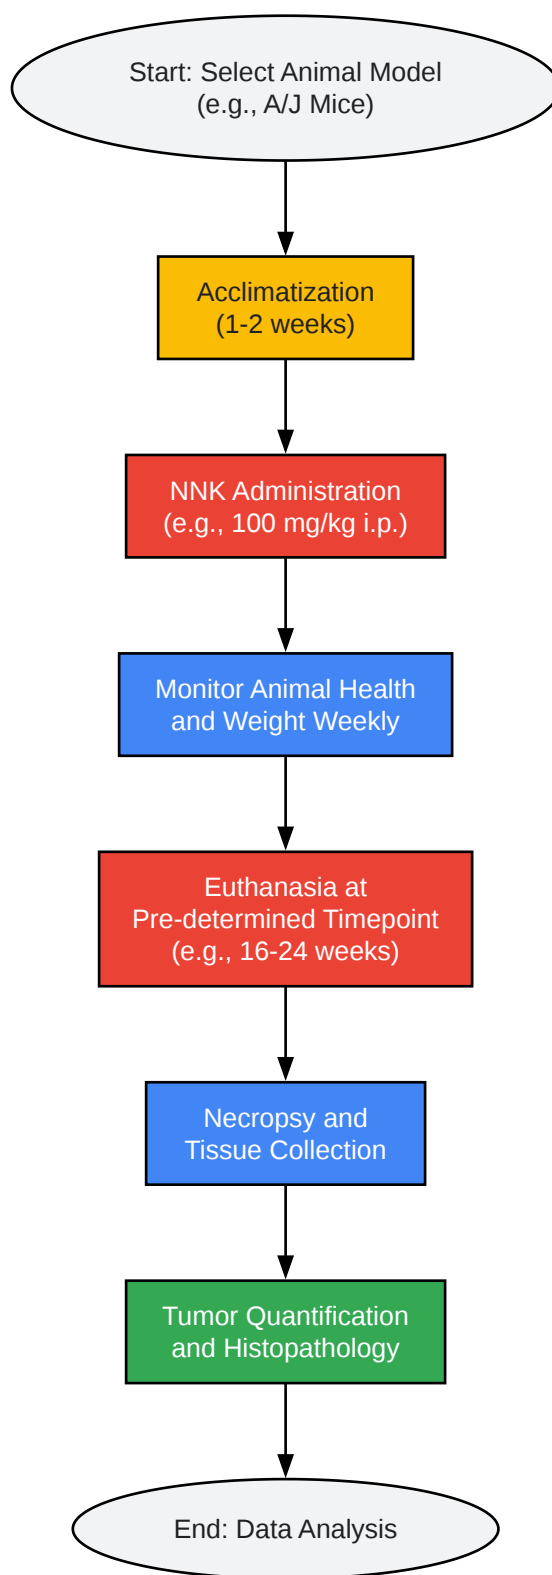 Start: Select Animal Model
(e.g., A/J Mice)
Acclimatization
(1-2 weeks)
NNK Administration
(e.g., 100 mg/kg i.p.)
Monitor Animal Health
and Weight Weekly
Euthanasia at
Pre-determined Timepoint
(e.g., 16-24 weeks)
Necropsy and
Tissue Collection
Tumor Quantification
and Histopathology
End: Data Analysis